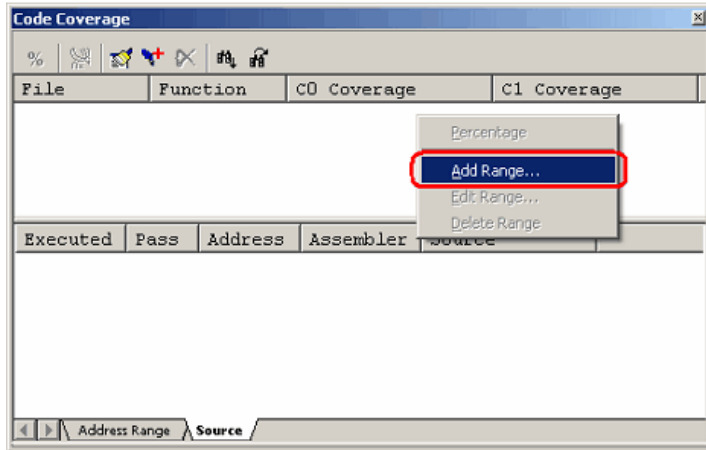 Code Coverage
%
File Function C0 Coverage C1 Coverage
Percentage
Add Range...
Edit Range...
Delete Range
Executed Pass Address Assembler Source
Address Range Source